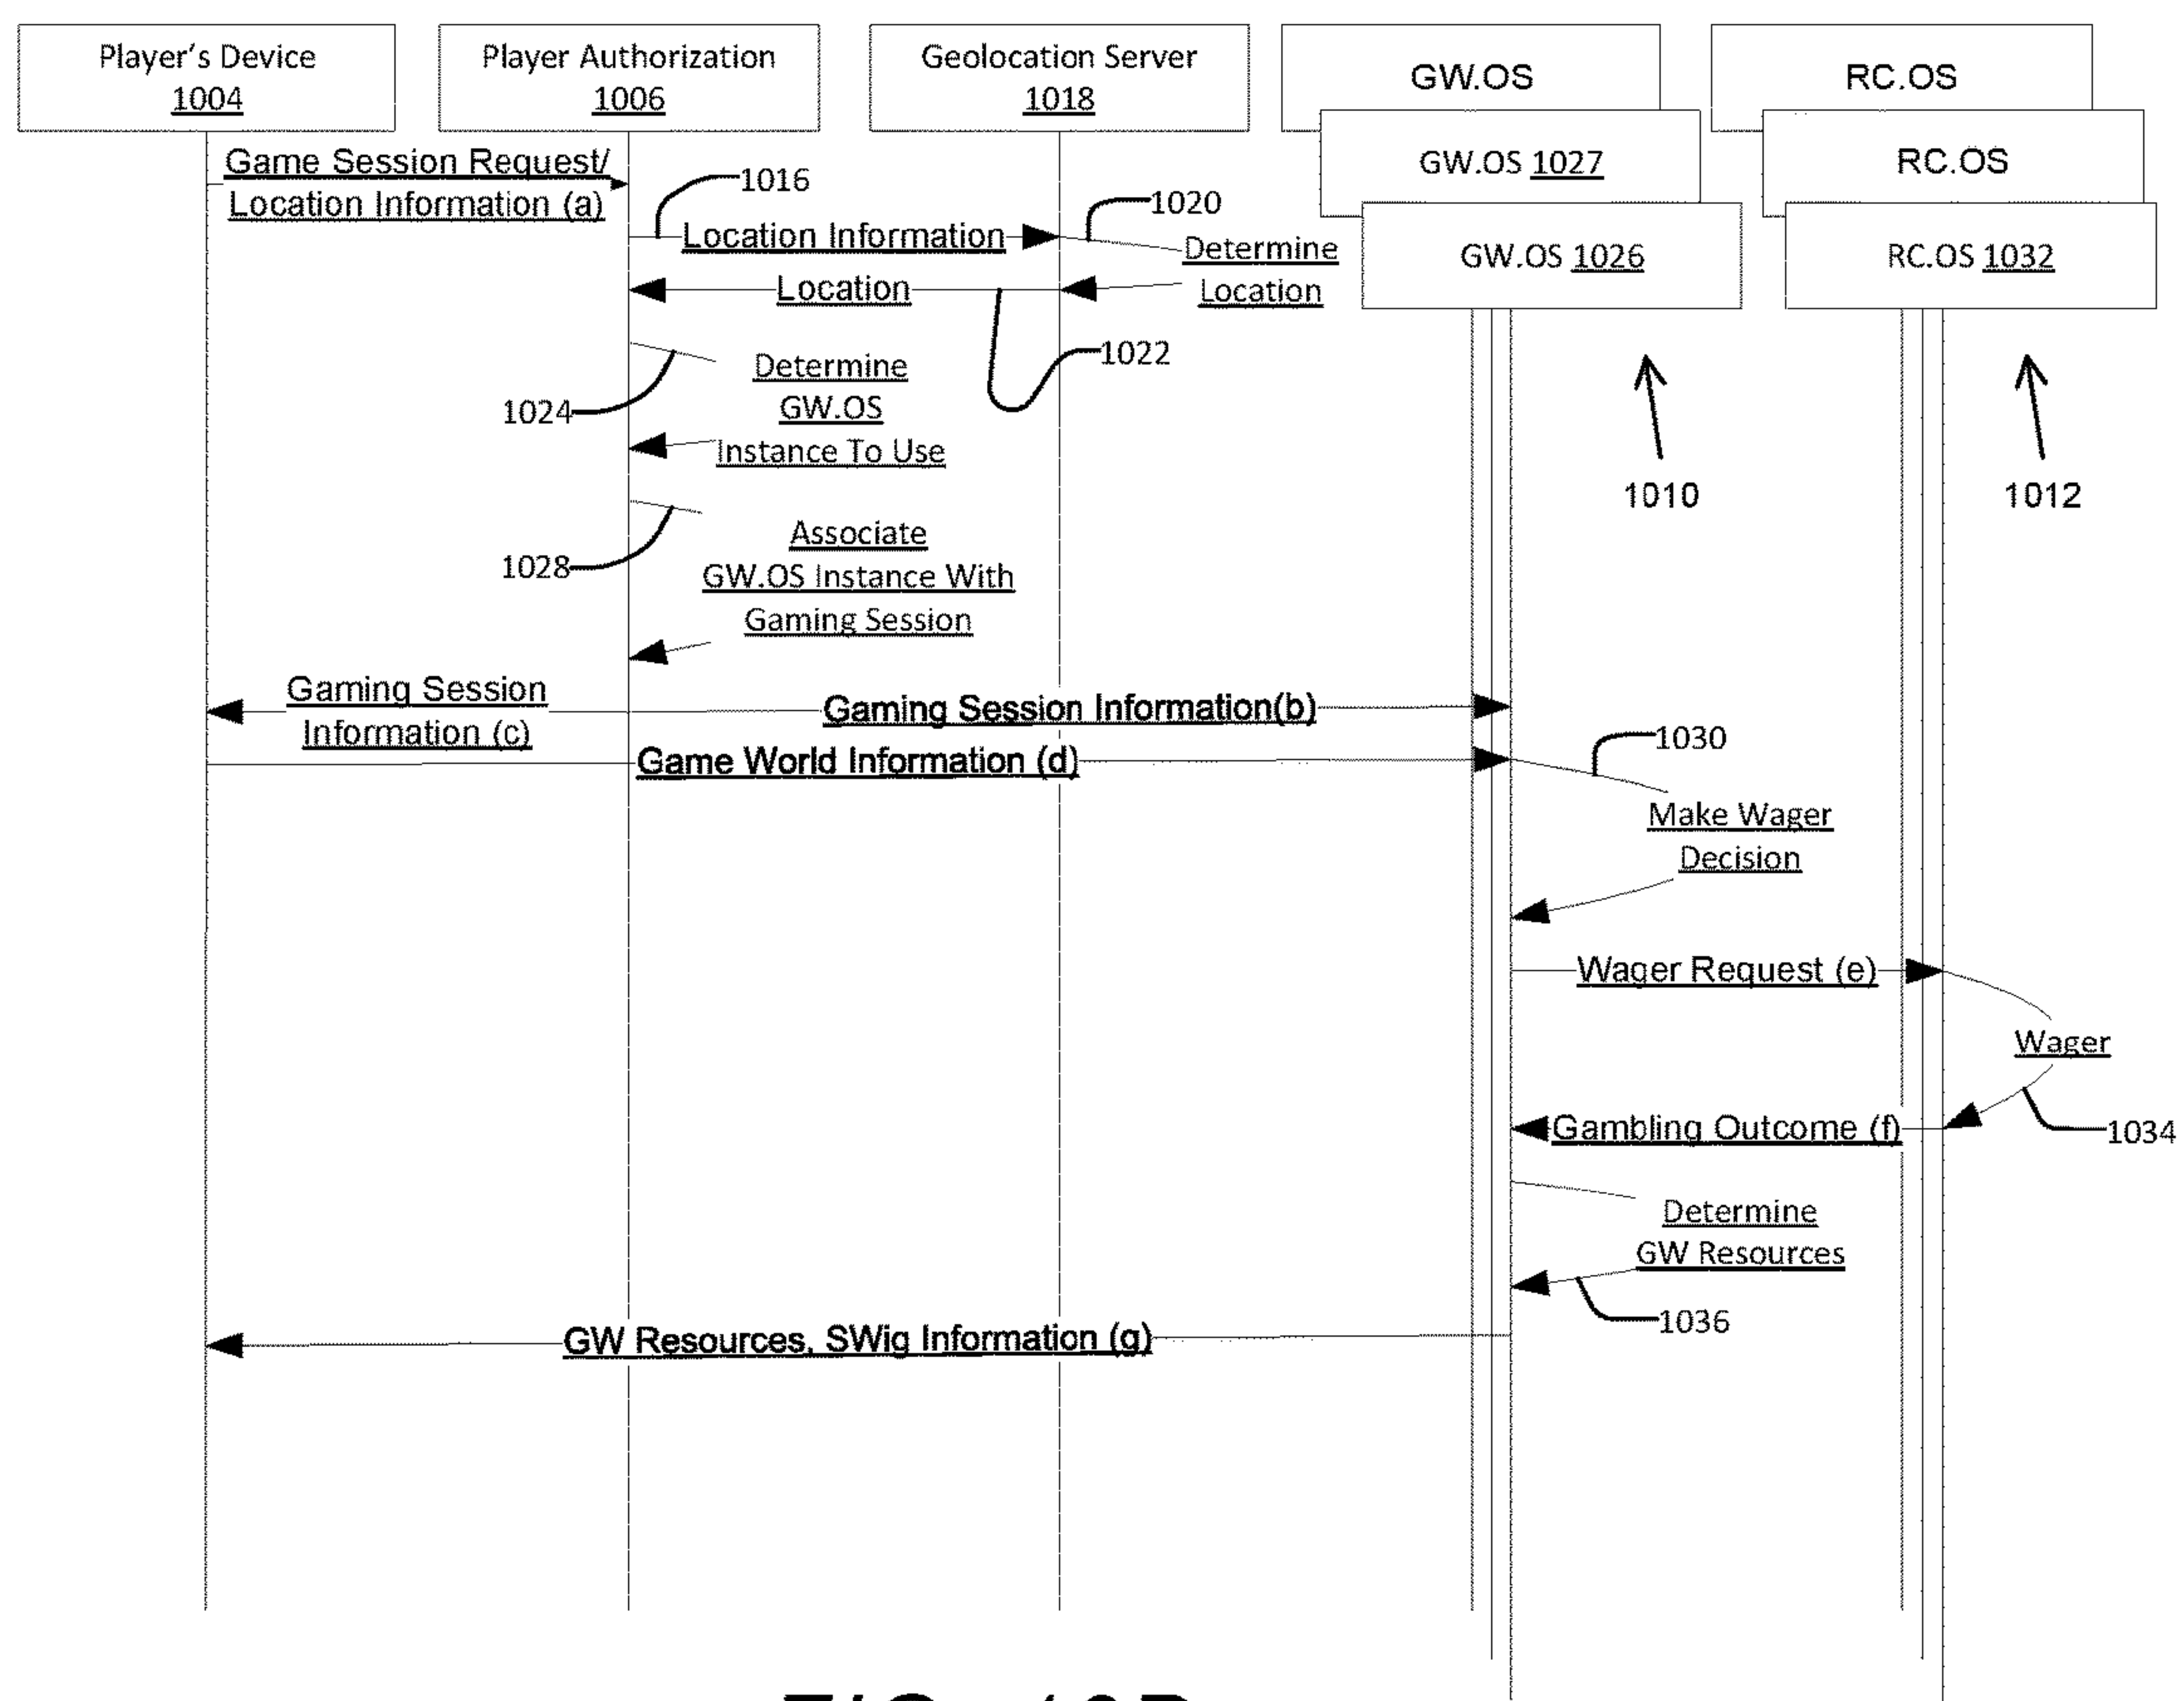 Player's Device
1004
Player Authorization
1006
Geolocation Server
1018
GW.OS
GW.OS 1027
GW.OS 1026
RC.OS
RC.OS
RC.OS 1032
Game Session Request/
Location Information (a)
1016
Location Information
1020
Determine
Location
Location
1022
1024
Determine
GW.OS
Instance To Use
1010
1012
1028
Associate
GW.OS Instance With
Gaming Session
Gaming Session
Information (c)
Gaming Session Information(b)
Game World Information (d)
1030
Make Wager
Decision
Wager Request (e)
Wager
Gambling Outcome (f)
1034
Determine
GW Resources
1036
GW Resources, SWig Information (g)